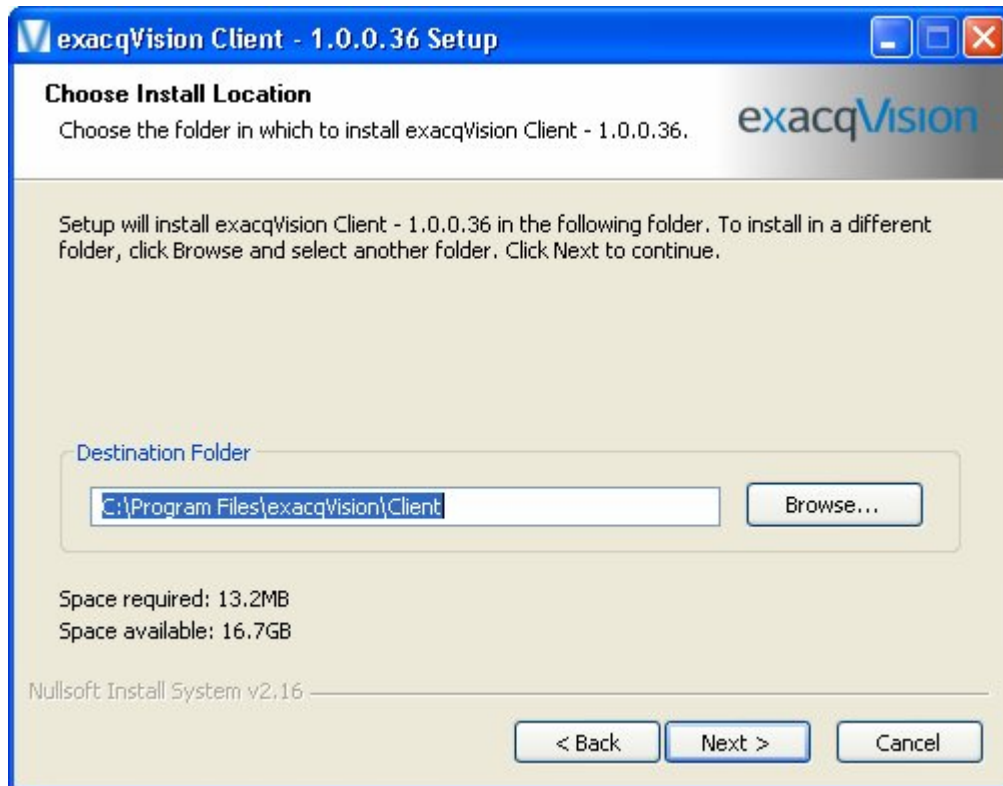 exacqVision Client - 1.0.0.36 Setup
Choose Install Location
Choose the folder in which to install exacqVision Client - 1.0.0.36.
exacqVision
Setup will install exacqVision Client - 1.0.0.36 in the following folder. To install in a different
folder, click Browse and select another folder. Click Next to continue.
Destination Folder
C:\Program Files\exacqVision\Client
Browse...
Space required: 13.2MB
Space available: 16.7GB
Nullsoft Install System v2.16
< Back
Next >
Cancel